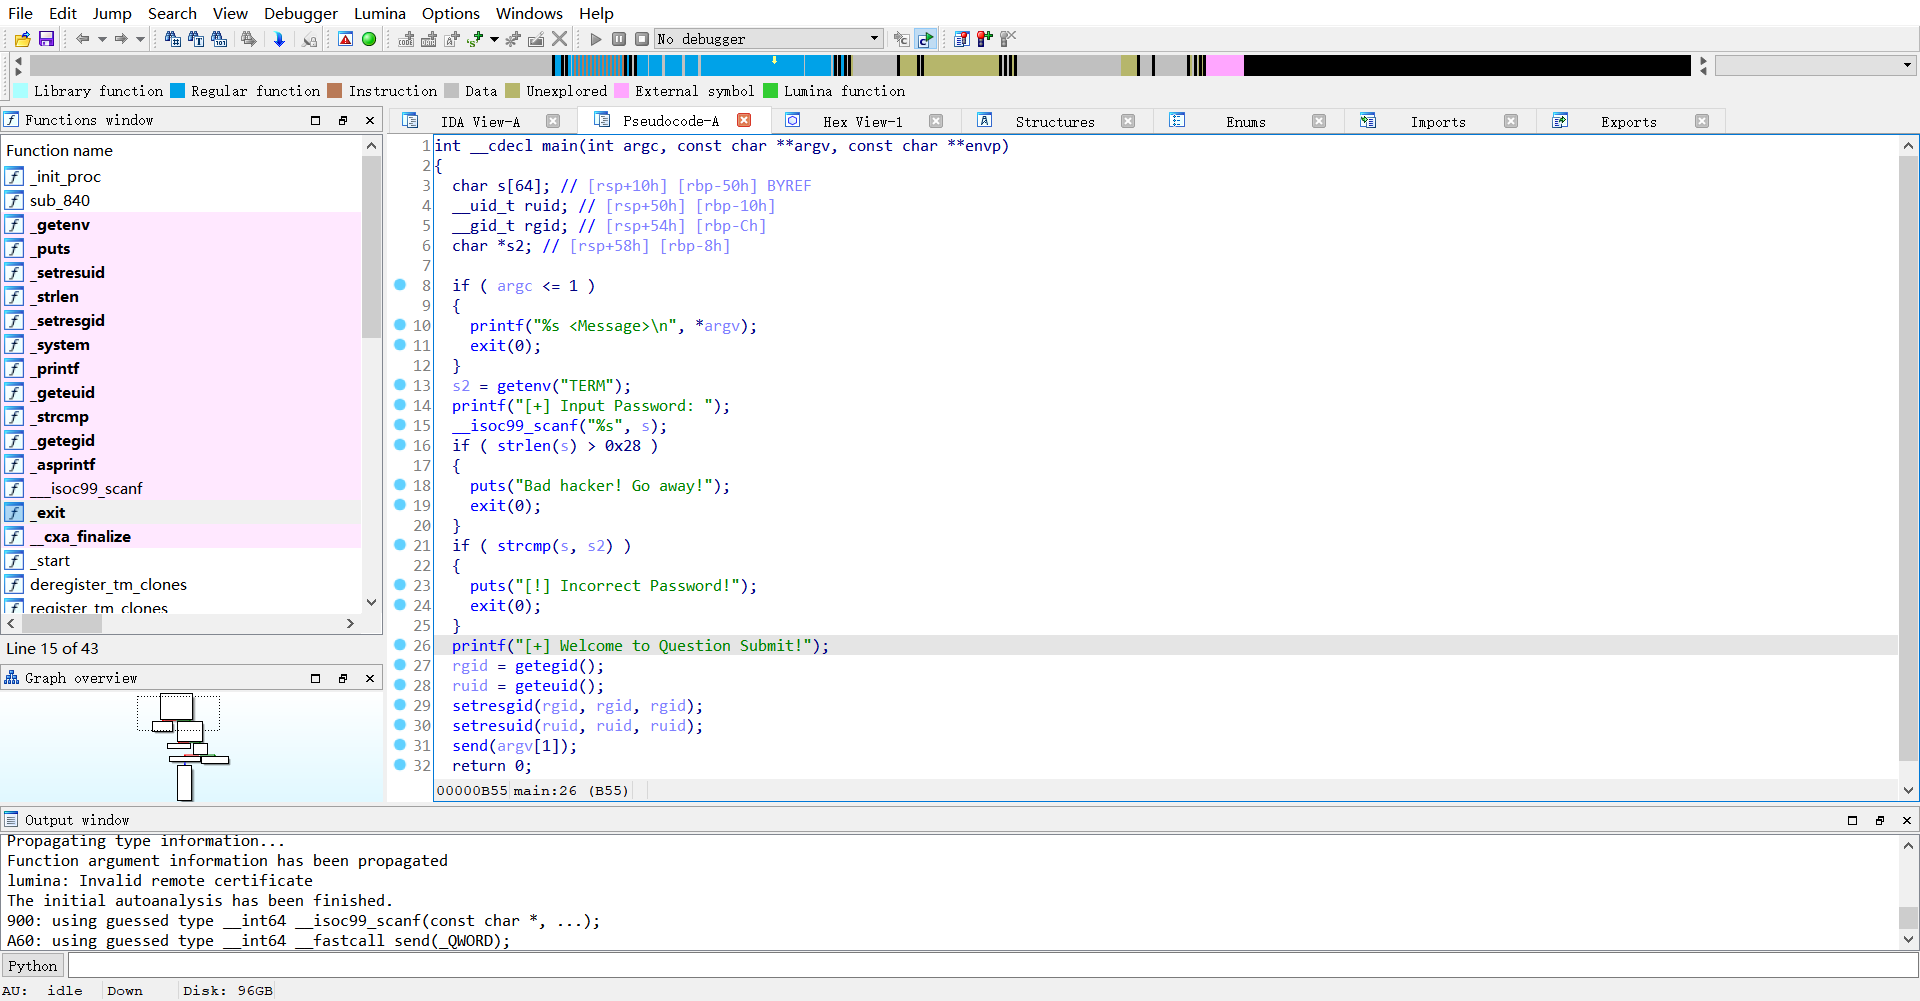 File Edit Jump Search View Debugger Lumina Options Windows Help
No debugger
Library function Regular function Instruction Data Unexplored External symbol Lumina function
Functions window
Function name
_init_proc
sub_840
_getenv
_puts
_setresuid
_strlen
_setresgid
_system
_printf
_geteuid
_strcmp
_getegid
_asprintf
___isoc99_scanf
_exit
__cxa_finalize
_start
deregister_tm_clones
register_tm_clones
Line 15 of 43
Graph overview
IDA View-A Pseudocode-A Hex View-1 Structures Enums Imports Exports
1 int __cdecl main(int argc, const char **argv, const char **envp)
2 {
3 char s[64]; // [rsp+10h] [rbp-50h] BYREF
4 __uid_t ruid; // [rsp+50h] [rbp-10h]
5 __gid_t rgid; // [rsp+54h] [rbp-Ch]
6 char *s2; // [rsp+58h] [rbp-8h]
7
8 if ( argc <= 1 )
9 {
10 printf("%s <Message>\n", *argv);
11 exit(0);
12 }
13 s2 = getenv("TERM");
14 printf("[+] Input Password: ");
15 __isoc99_scanf("%s", s);
16 if ( strlen(s) > 0x28 )
17 {
18 puts("Bad hacker! Go away!");
19 exit(0);
20 }
21 if ( strcmp(s, s2) )
22 {
23 puts("[!] Incorrect Password!");
24 exit(0);
25 }
26 printf("[+] Welcome to Question Submit!");
27 rgid = getegid();
28 ruid = geteuid();
29 setresgid(rgid, rgid, rgid);
30 setresuid(ruid, ruid, ruid);
31 send(argv[1]);
32 return 0;
00000B55 main:26 (B55)
Output window
Propagating type information...
Function argument information has been propagated
lumina: Invalid remote certificate
The initial autoanalysis has been finished.
900: using guessed type __int64 __isoc99_scanf(const char *, ...);
A60: using guessed type __int64 __fastcall send(_QWORD);
Python
AU: idle Down Disk: 96GB